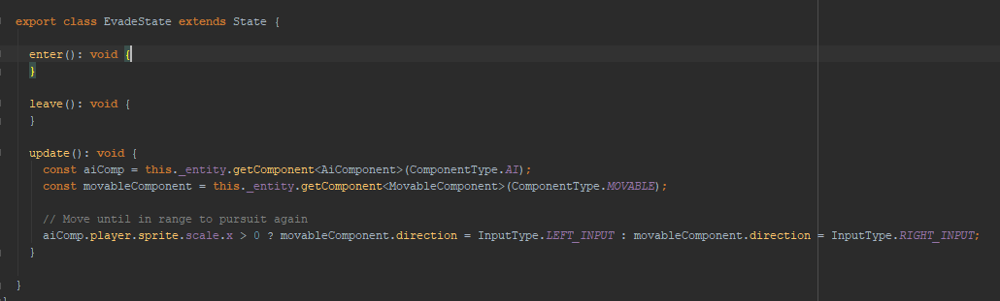 export class EvadeState extends State {
enter(): void {
}
leave(): void {
}
update(): void {
const aiComp = this._entity.getComponent<AiComponent>(ComponentType.AI);
const movableComponent = this._entity.getComponent<MovableComponent>(ComponentType.MOVABLE);
// Move until in range to pursuit again
aiComp.player.sprite.scale.x > 0 ? movableComponent.direction = InputType.LEFT_INPUT : movableComponent.direction = InputType.RIGHT_INPUT;
}
}